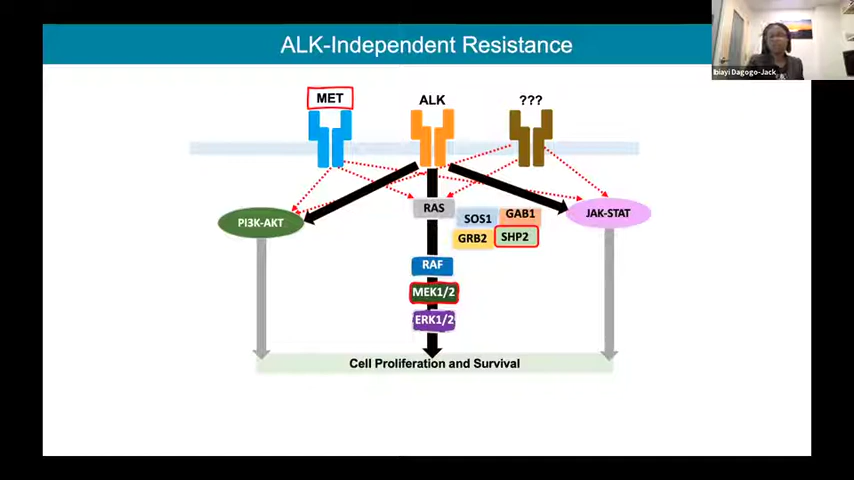 ALK-Independent Resistance
Ibiayi Dagogo-Jack
MET
ALK
???
PI3K-AKT
RAS
SOS1
GAB1
GRB2
SHP2
JAK-STAT
RAF
MEK1/2
ERK1/2
Cell Proliferation and Survival